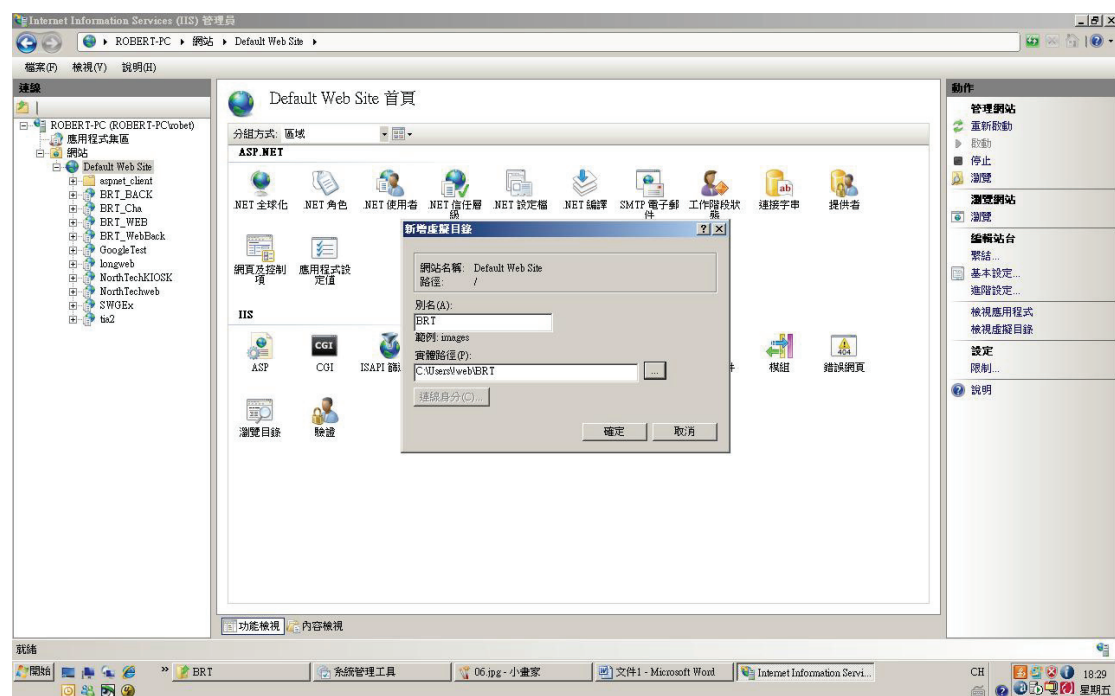 Internet Information Services (IIS) 管理員
ROBERT-PC 網站 Default Web Site
檔案(F) 檢視(V) 說明(H)
連線
ROBERT-PC (ROBERT-PC\robet)
應用程式集區
網站
Default Web Site
aspnet_client
BRT_BACK
BRT_Cha
BRT_WEB
BRT_WebBack
GoogleTest
longweb
NorthTechKIOSK
NorthTechweb
SWGEx
tia2
Default Web Site 首頁
分組方式: 區域
ASP.NET
.NET 全球化
.NET 角色
.NET 使用者
.NET 信任層級
.NET 設定檔
.NET 編譯
SMTP 電子郵件
工作階段狀態
連接字串
提供者
網頁及控制項
應用程式設定值
IIS
ASP
CGI
CGI
ISAPI 篩
模組
404
錯誤網頁
瀏覽目錄
驗證
新增虛擬目錄
網站名稱: Default Web Site
路徑: /
別名(A):
BRT
範例: images
實體路徑(P):
C:\Users\web\BRT
...
連線身分(C)...
確定 取消
動作
管理網站
重新啟動
啟動
停止
瀏覽
瀏覽網站
瀏覽
編輯站台
繫結...
基本設定...
進階設定...
檢視應用程式
檢視虛擬目錄
設定
限制...
說明
功能檢視 內容檢視
就緒
開始 » BRT 系統管理工具 06.jpg - 小畫家 文件1 - Microsoft Word Internet Information Servi... CH 18:29
星期五